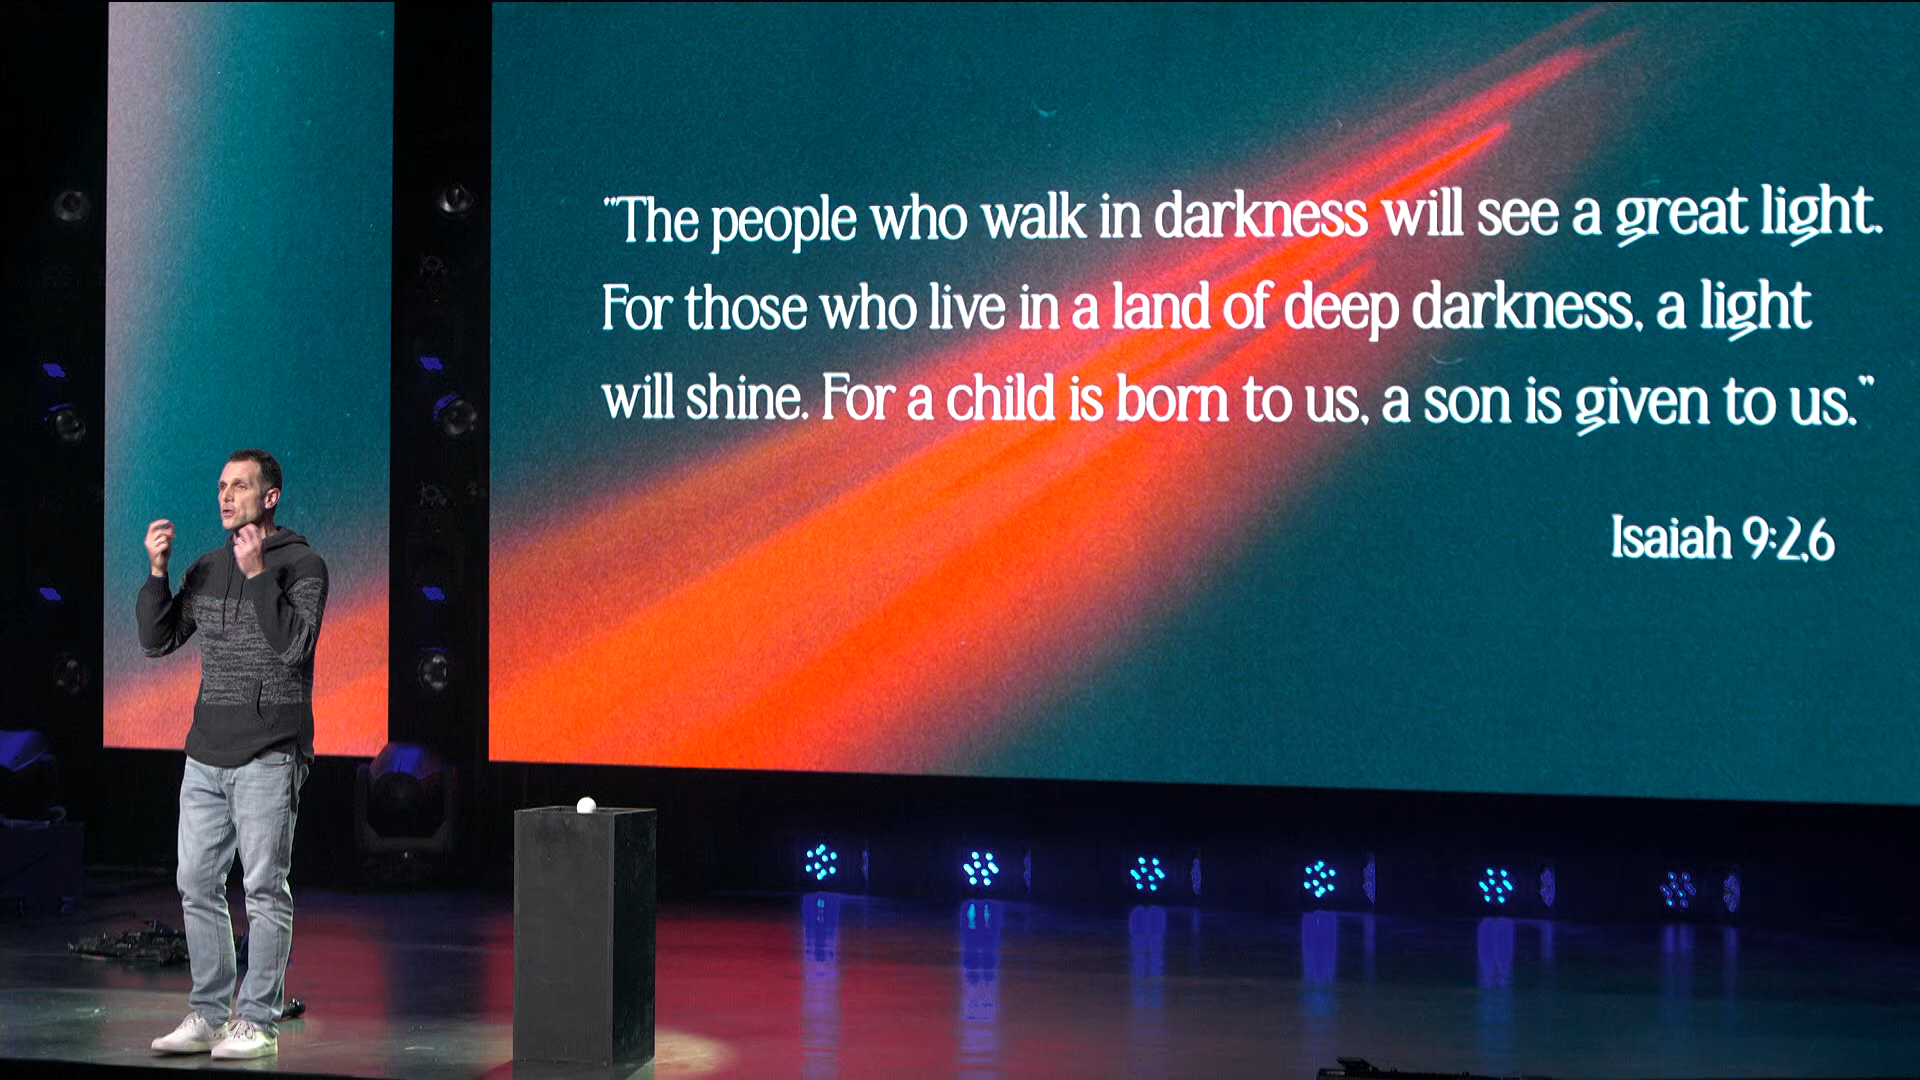 "The people who walk in darkness will see a great light.
For those who live in a land of deep darkness, a light
will shine. For a child is born to us, a son is given to us."
Isaiah 9:2,6